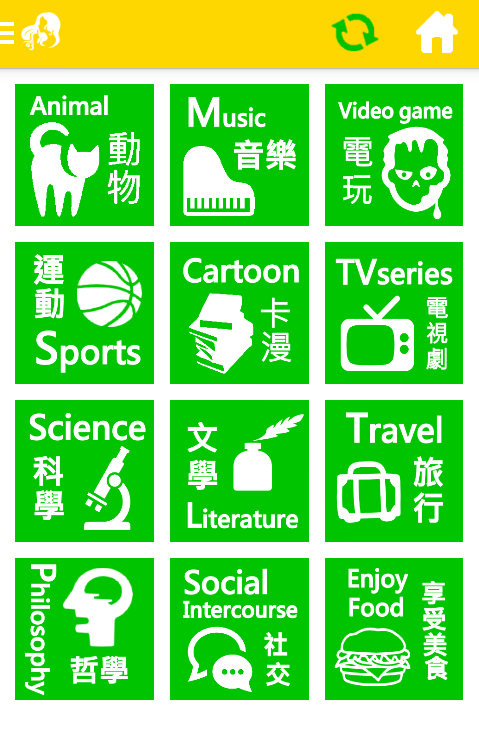 Animal
動物
Music
音樂
Video game
電玩
運動
Sports
Cartoon
卡漫
TVseries
電視劇
Science
科學
文學
Literature
Travel
旅行
Philosophy
哲學
Social
Intercourse
社交
Enjoy
Food
享受美食